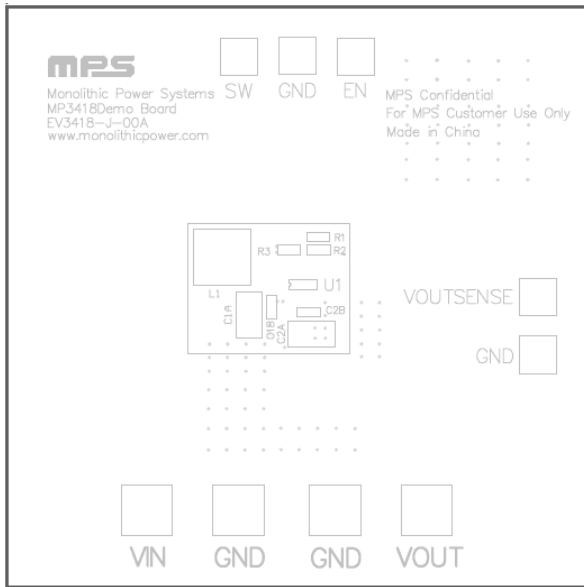 MPS
Monolithic Power Systems
MP3418Demo Board
EV3418-J-00A
www.monolithicpower.com
SW GND EN
MPS Confidential
For MPS Customer Use Only
Made in China
R1
R3 R2
U1
L1
C1A
C1B
C2A
C2B
VOUTSENSE
GND
VIN GND GND VOUT